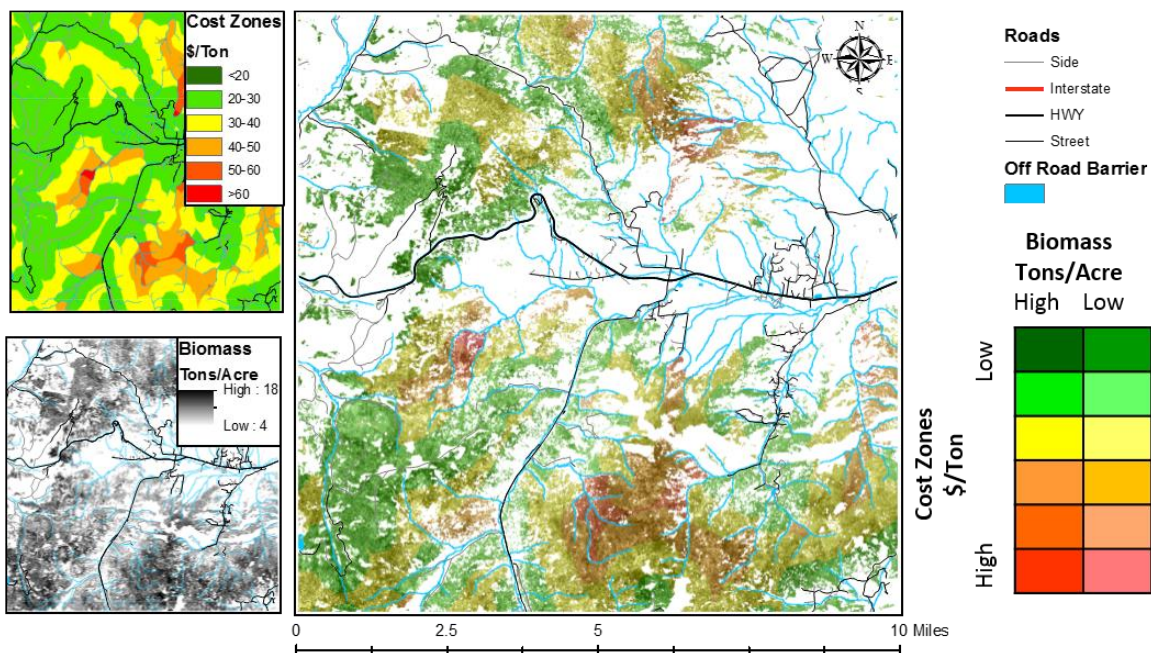 Cost Zones
$/Ton
<20
20-30
30-40
40-50
50-60
>60
Biomass
Tons/Acre
High : 18
Low : 4
N
W
E
S
0
2.5
5
10 Miles
Roads
Side
Interstate
HWY
Street
Off Road Barrier
Biomass
Tons/Acre
High Low
Low
High
Cost Zones
$/Ton